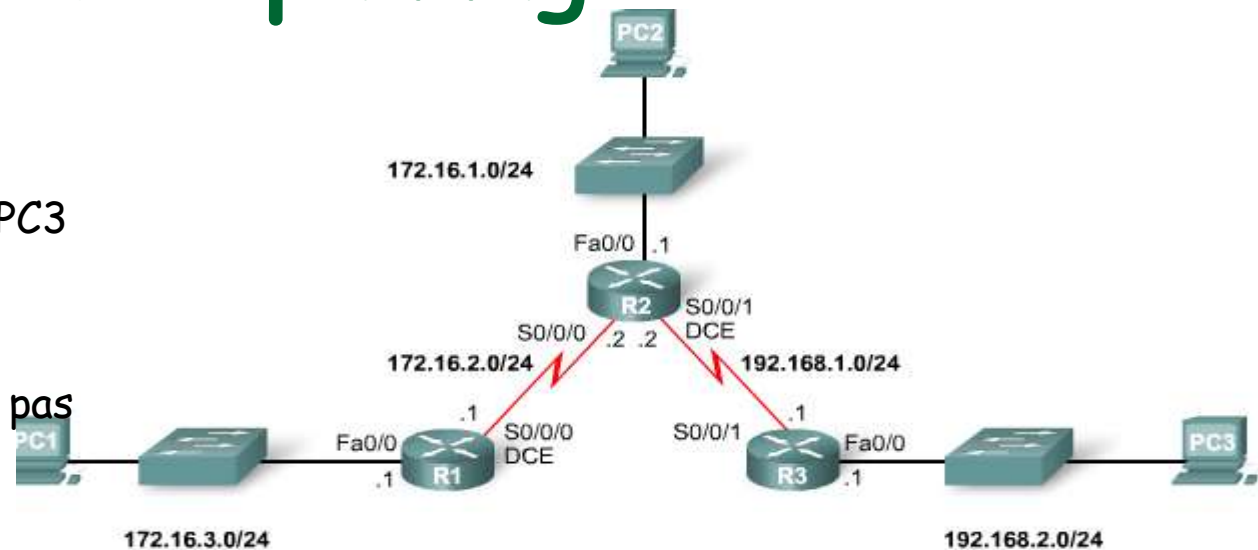 PC2
172.16.1.0/24
PC3
Fa0/0 .1
R2
S0/0/1
DCE
S0/0/0
.2 .2
172.16.2.0/24
192.168.1.0/24
pas
.1
.1
PC1
Fa0/0
S0/0/0
DCE
S0/0/1
Fa0/0
PC3
.1
R1
R3
.1
172.16.3.0/24
192.168.2.0/24